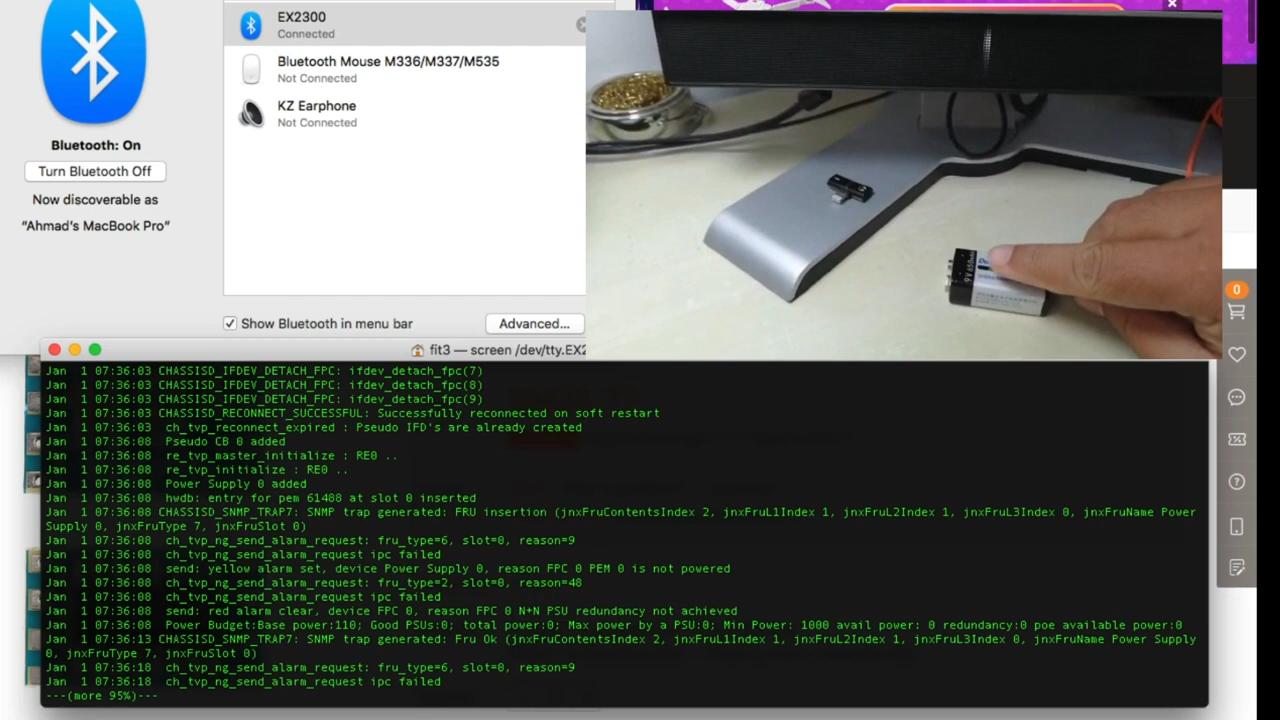 EX2300
Connected
Bluetooth Mouse M336/M337/M535
Not Connected
KZ Earphone
Not Connected
Bluetooth: On
Turn Bluetooth Off
Now discoverable as
“Ahmad’s MacBook Pro”
Show Bluetooth in menu bar
Advanced...
9V
0
fit3 — screen /dev/tty.EX2
Jan 1 07:36:03 CHASSISD_IFDEV_DETACH_FPC: ifdev_detach_fpc(7)
Jan 1 07:36:03 CHASSISD_IFDEV_DETACH_FPC: ifdev_detach_fpc(8)
Jan 1 07:36:03 CHASSISD_IFDEV_DETACH_FPC: ifdev_detach_fpc(9)
Jan 1 07:36:03 CHASSISD_RECONNECT_SUCCESSFUL: Successfully reconnected on soft restart
Jan 1 07:36:03 ch_tvp_reconnect_expired : Pseudo IFD's are already created
Jan 1 07:36:08 Pseudo CB 0 added
Jan 1 07:36:08 re_tvp_master_initialize : RE0 ..
Jan 1 07:36:08 re_tvp_initialize : RE0 ..
Jan 1 07:36:08 Power Supply 0 added
Jan 1 07:36:08 hwdb: entry for pem 61488 at slot 0 inserted
Jan 1 07:36:08 CHASSISD_SNMP_TRAP7: SNMP trap generated: FRU insertion (jnxFruContentsIndex 2, jnxFruL1Index 1, jnxFruL2Index 1, jnxFruL3Index 0, jnxFruName Power
Supply 0, jnxFruType 7, jnxFruSlot 0)
Jan 1 07:36:08 ch_tvp_ng_send_alarm_request: fru_type=6, slot=0, reason=9
Jan 1 07:36:08 ch_tvp_ng_send_alarm_request ipc failed
Jan 1 07:36:08 send: yellow alarm set, device Power Supply 0, reason FPC 0 PEM 0 is not powered
Jan 1 07:36:08 ch_tvp_ng_send_alarm_request: fru_type=2, slot=0, reason=48
Jan 1 07:36:08 ch_tvp_ng_send_alarm_request ipc failed
Jan 1 07:36:08 send: red alarm clear, device FPC 0, reason FPC 0 N+N PSU redundancy not achieved
Jan 1 07:36:08 Power Budget:Base power:110; Good PSUs:0; total power:0; Max power by a PSU:0; Min Power: 1000 avail power: 0 redundancy:0 poe available power:0
Jan 1 07:36:13 CHASSISD_SNMP_TRAP7: SNMP trap generated: Fru Ok (jnxFruContentsIndex 2, jnxFruL1Index 1, jnxFruL2Index 1, jnxFruL3Index 0, jnxFruName Power Supply
0, jnxFruType 7, jnxFruSlot 0)
Jan 1 07:36:18 ch_tvp_ng_send_alarm_request: fru_type=6, slot=0, reason=9
Jan 1 07:36:18 ch_tvp_ng_send_alarm_request ipc failed
---(more 95%)---